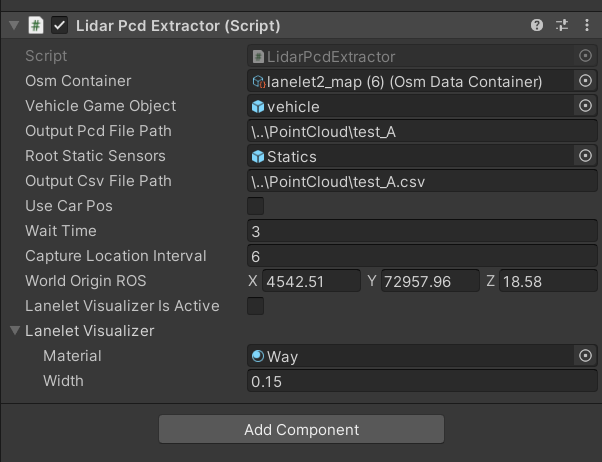 Lidar Pcd Extractor (Script)
Script LidarPcdExtractor
Osm Container lanelet2_map (6) (Osm Data Container)
Vehicle Game Object vehicle
Output Pcd File Path \..\PointCloud\test_A
Root Static Sensors Statics
Output Csv File Path \..\PointCloud\test_A.csv
Use Car Pos
Wait Time 3
Capture Location Interval 6
World Origin ROS X 4542.51 Y 72957.96 Z 18.58
Lanelet Visualizer Is Active
Lanelet Visualizer
Material Way
Width 0.15
Add Component